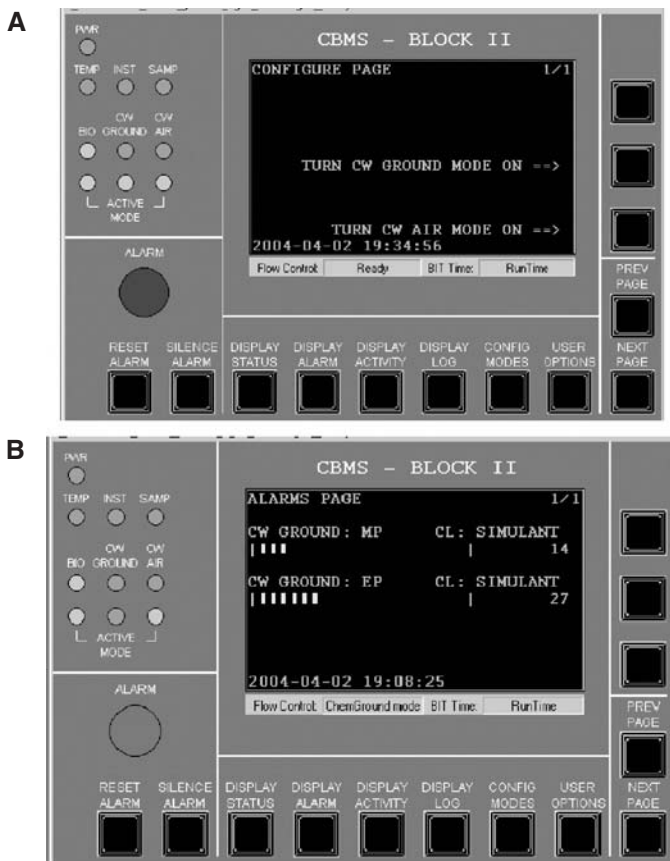 A
CBMS - BLOCK II
PWR
TEMP INST SAMP
CW CW
BIO GROUND AIR
ACTIVE
MODE
ALARM
CONFIGURE PAGE 1/1
TURN CW GROUND MODE ON ==>
TURN CW AIR MODE ON ==>
2004-04-02 19:34:56
Flow Control: Ready BIT Time: RunTime
PREV
PAGE
RESET SILENCE DISPLAY DISPLAY DISPLAY DISPLAY CONFIG USER NEXT
ALARM ALARM STATUS ALARM ACTIVITY LOG MODES OPTIONS PAGE
B
CBMS - BLOCK II
PWR
TEMP INST SAMP
CW CW
BIO GROUND AIR
ACTIVE
MODE
ALARM
ALARMS PAGE 1/1
CW GROUND: MP CL: SIMULANT
14
CW GROUND: EP CL: SIMULANT
27
2004-04-02 19:08:25
Flow Control: ChemGround mode BIT Time: RunTime
PREV
PAGE
RESET SILENCE DISPLAY DISPLAY DISPLAY DISPLAY CONFIG USER NEXT
ALARM ALARM STATUS ALARM ACTIVITY LOG MODES OPTIONS PAGE